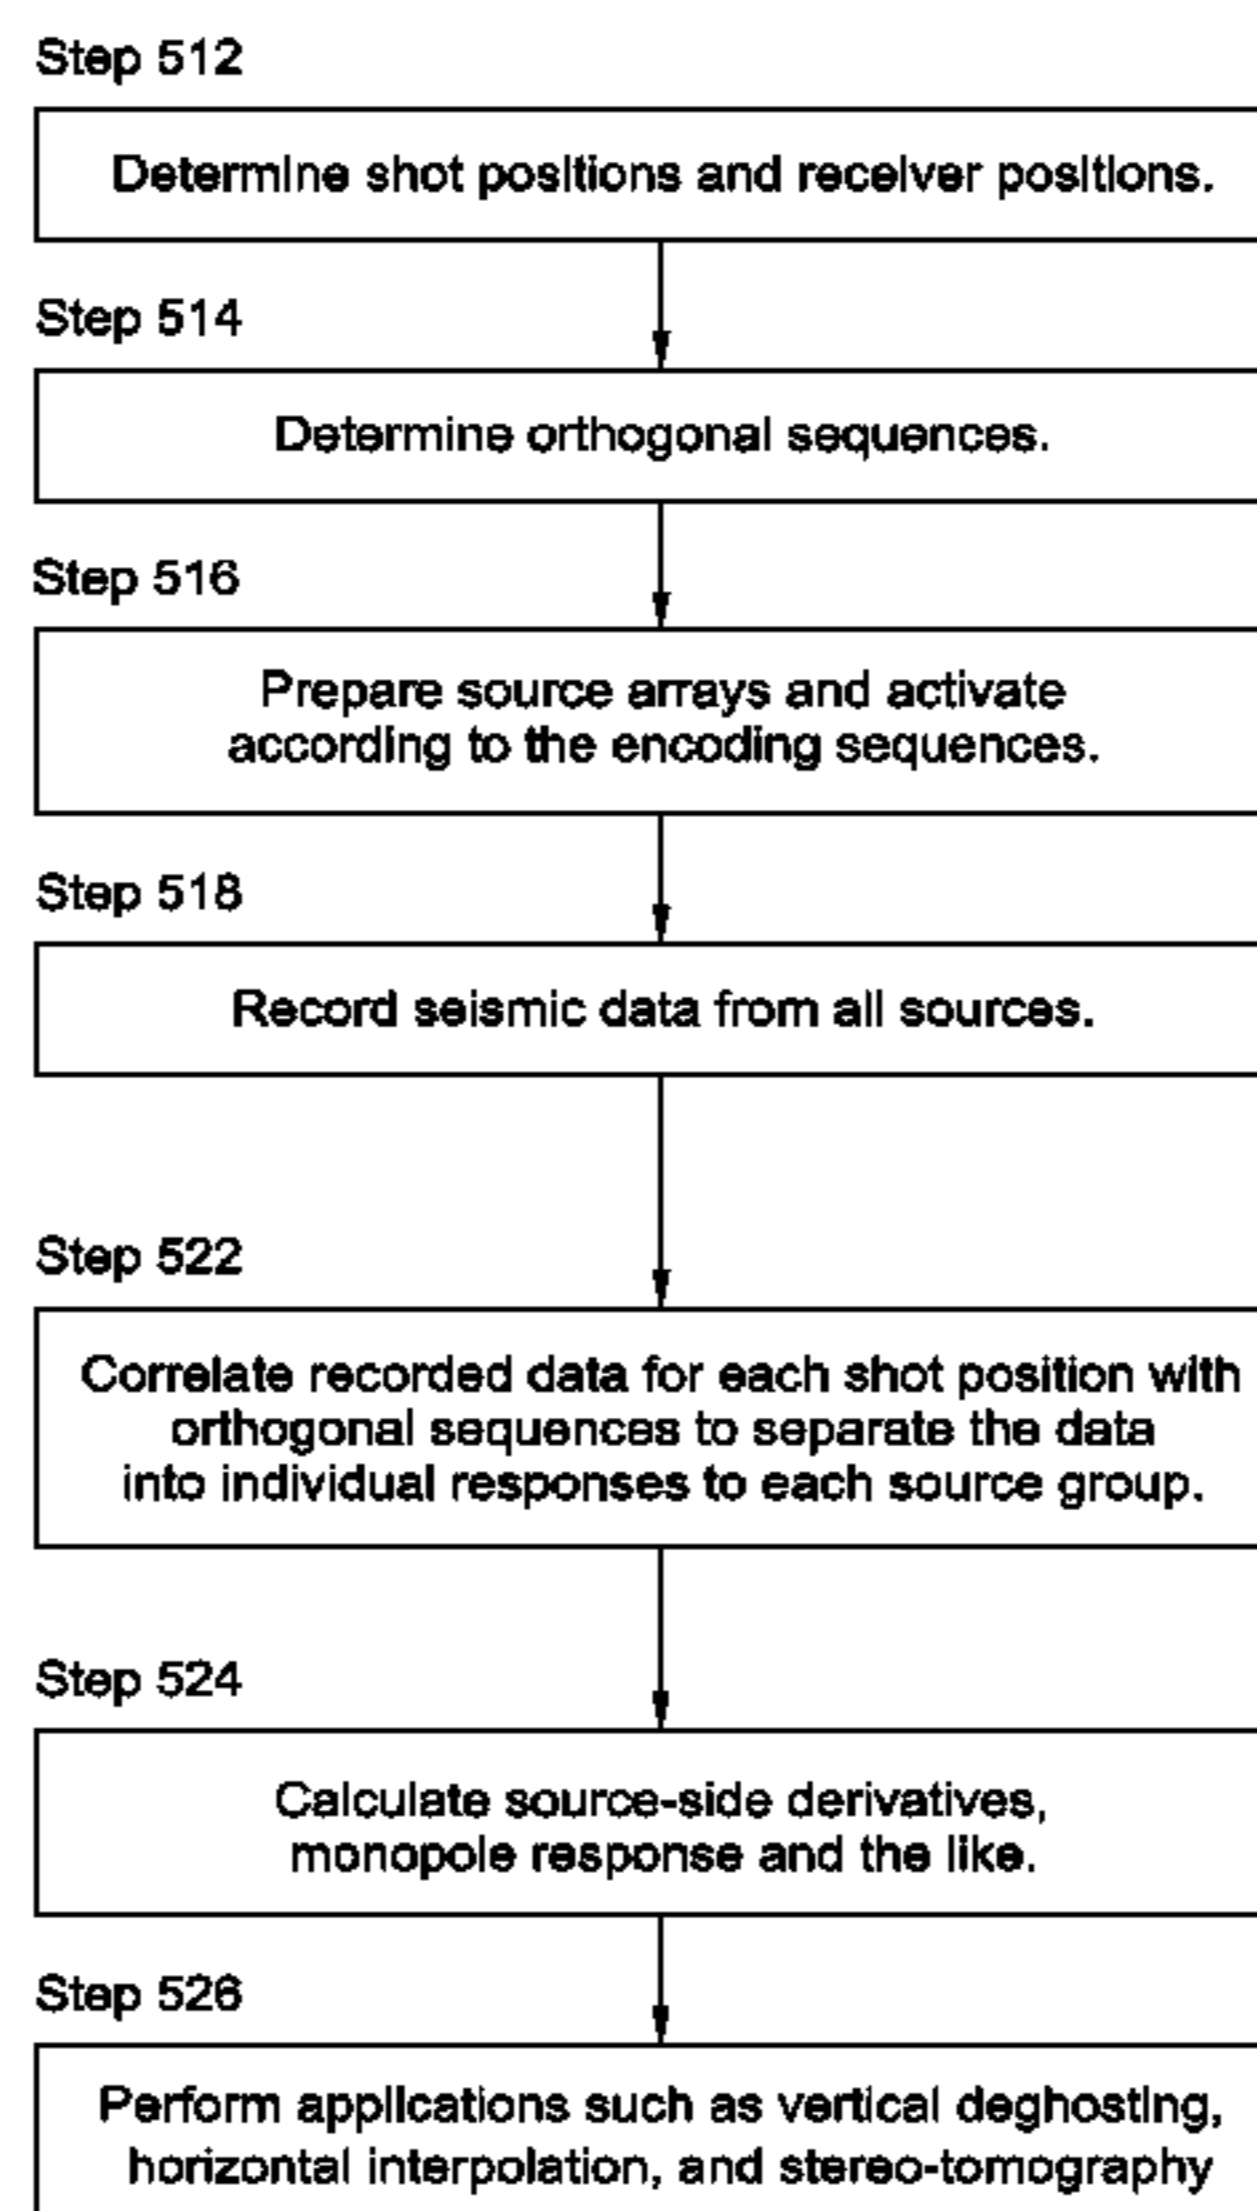 Step 512
Determine shot positions and receiver positions.
Step 514
Determine orthogonal sequences.
Step 516
Prepare source arrays and activate
according to the encoding sequences.
Step 518
Record seismic data from all sources.
Step 522
Correlate recorded data for each shot position with
orthogonal sequences to separate the data
into individual responses to each source group.
Step 524
Calculate source-side derivatives,
monopole response and the like.
Step 526
Perform applications such as vertical deghosting,
horizontal interpolation, and stereo-tomography